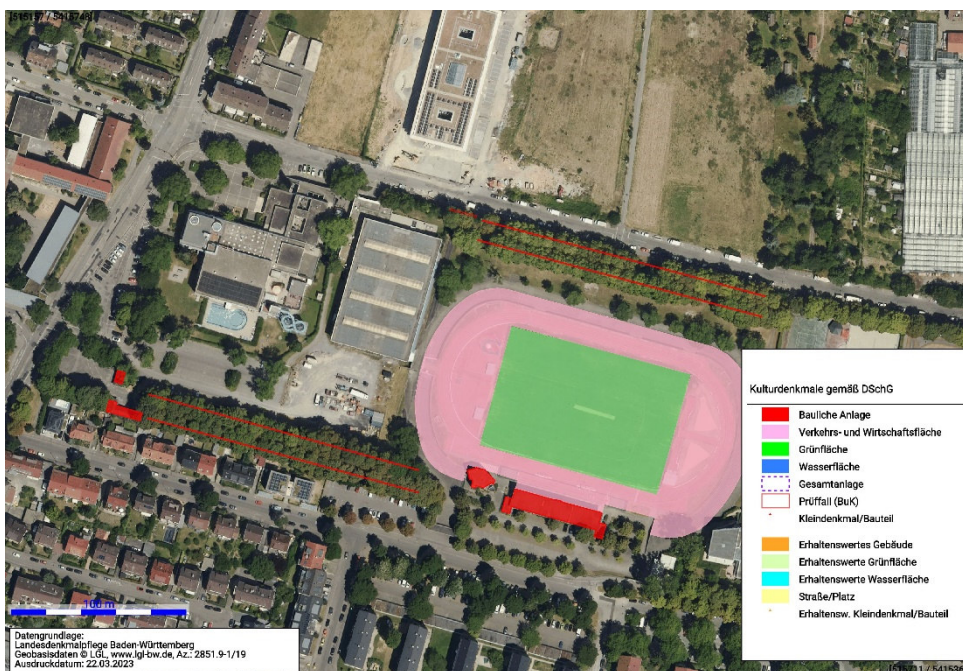 [515157 / 5415748]
Kulturdenkmale gemäß DSchG
Bauliche Anlage
Verkehrs- und Wirtschaftsfläche
Grünfläche
Wasserfläche
Gesamtanlage
Prüffall (BuK)
Kleindenkmal/Bauteil
Erhaltenswertes Gebäude
Erhaltenswerte Grünfläche
Erhaltenswerte Wasserfläche
Straße/Platz
Erhaltensw. Kleindenkmal/Bauteil
100 m
Datengrundlage:
Landesdenkmalpflege Baden-Württemberg
Geobasisdaten © LGL, www.lgl-bw.de, Az.: 2851.9-1/19
Ausdruckdatum: 22.03.2023